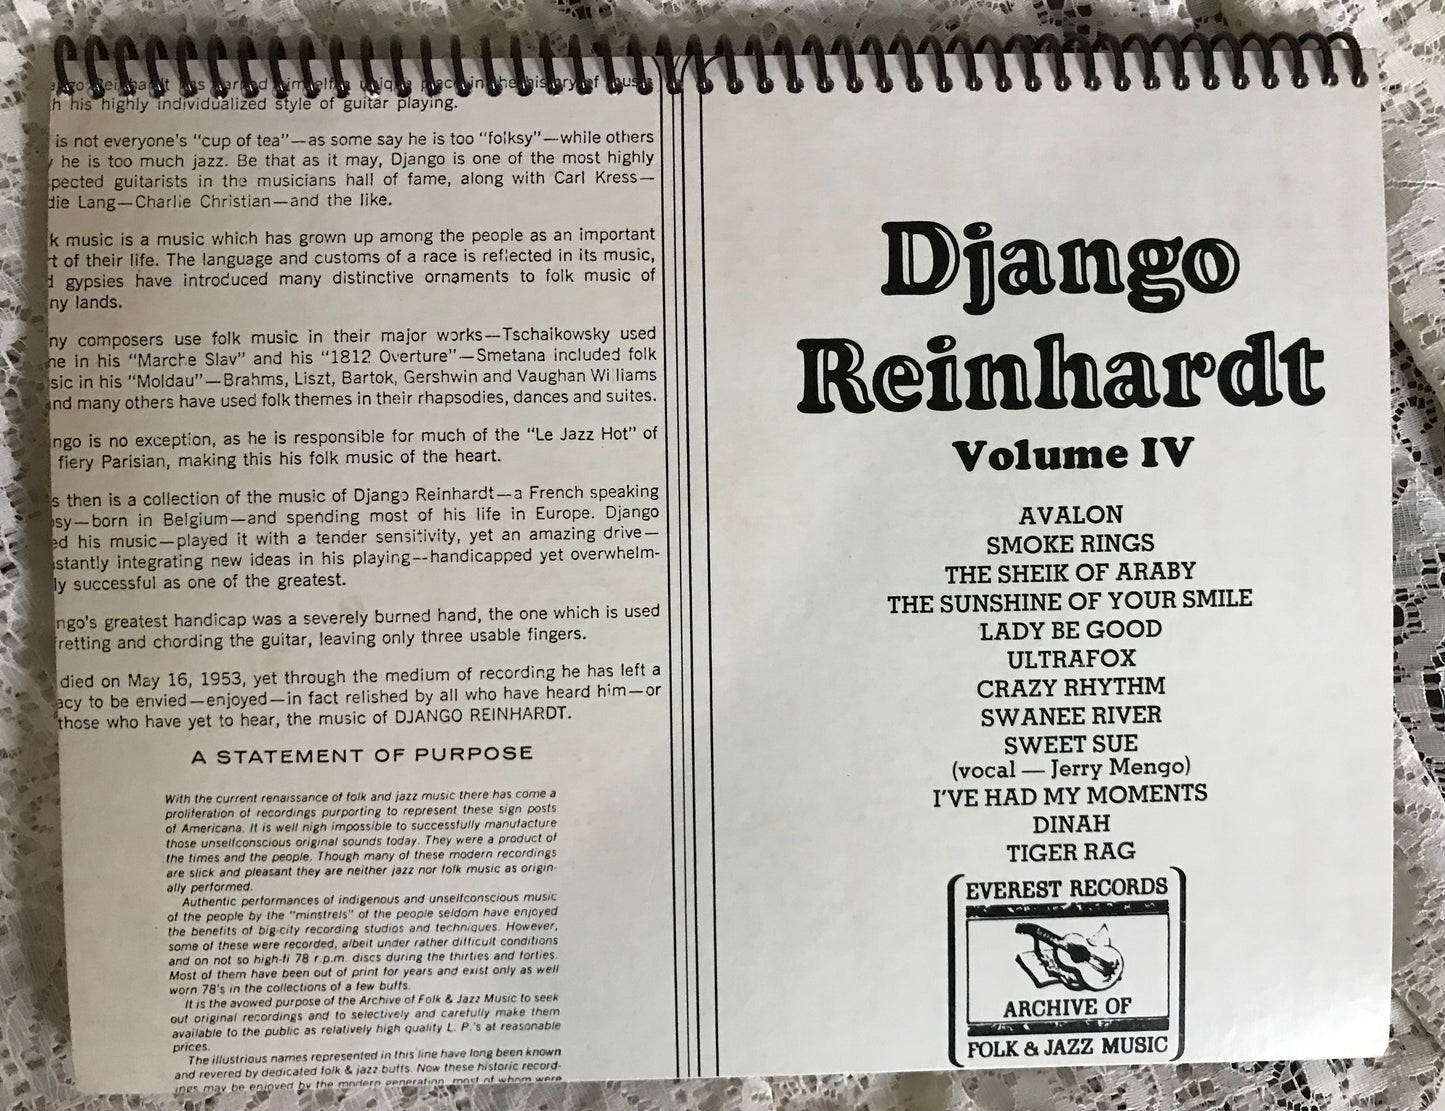 his highly individualized style of guitar playing.
is not everyone's "cup of tea"—as some say he is too "folksy"—while others
he is too much jazz. Be that as it may, Django is one of the most highly
pected guitarists in the musicians hall of fame, along with Carl Kress—
die Lang—Charlie Christian—and the like.
k music is a music which has grown up among the people as an important
t of their life. The language and customs of a race is reflected in its music,
gypsies have introduced many distinctive ornaments to folk music of
ny lands.
ny composers use folk music in their major works—Tschaikowsky used
ne in his "Marche Slav" and his "1812 Overture"—Smetana included folk
sic in his "Moldau"—Brahms, Liszt, Bartok, Gershwin and Vaughan Williams
and many others have used folk themes in their rhapsodies, dances and suites.
ngo is no exception, as he is responsible for much of the "Le Jazz Hot" of
fiery Parisian, making this his folk music of the heart.
s then is a collection of the music of Django Reinhardt—a French speaking
sy—born in Belgium—and spending most of his life in Europe. Django
ed his music—played it with a tender sensitivity, yet an amazing drive—
stantly integrating new ideas in his playing—handicapped yet overwhelm-
ly successful as one of the greatest.
ngo's greatest handicap was a severely burned hand, the one which is used
retting and chording the guitar, leaving only three usable fingers.
died on May 16, 1953, yet through the medium of recording he has left a
acy to be envied—enjoyed—in fact relished by all who have heard him—or
those who have yet to hear, the music of DJANGO REINHARDT.
A STATEMENT OF PURPOSE
With the current renaissance of folk and jazz music there has come a
proliferation of recordings purporting to represent these sign posts
of Americana. It is well nigh impossible to successfully manufacture
those unselfconscious original sounds today. They were a product of
the times and the people. Though many of these modern recordings
are slick and pleasant they are neither jazz nor folk music as origin-
ally performed.
Authentic performances of indigenous and unselfconscious music
of the people by the "minstrels" of the people seldom have enjoyed
the benefits of big-city recording studios and techniques. However,
some of these were recorded, albeit under rather difficult conditions
and on not so high-fi 78 r.p.m. discs during the thirties and forties.
Most of them have been out of print for years and exist only as well
worn 78's in the collections of a few buffs.
It is the avowed purpose of the Archive of Folk & Jazz Music to seek
out original recordings and to selectively and carefully make them
available to the public as relatively high quality L. P.'s at reasonable
prices.
The illustrious names represented in this line have long been known
and revered by dedicated folk & jazz buffs. Now these historic record-
ings may be enjoyed by the modern generation, most of whom were
Django
Reinhardt
Volume IV
AVALON
SMOKE RINGS
THE SHEIK OF ARABY
THE SUNSHINE OF YOUR SMILE
LADY BE GOOD
ULTRAFOX
CRAZY RHYTHM
SWANEE RIVER
SWEET SUE
(vocal — Jerry Mengo)
I'VE HAD MY MOMENTS
DINAH
TIGER RAG
EVEREST RECORDS
ARCHIVE OF
FOLK & JAZZ MUSIC